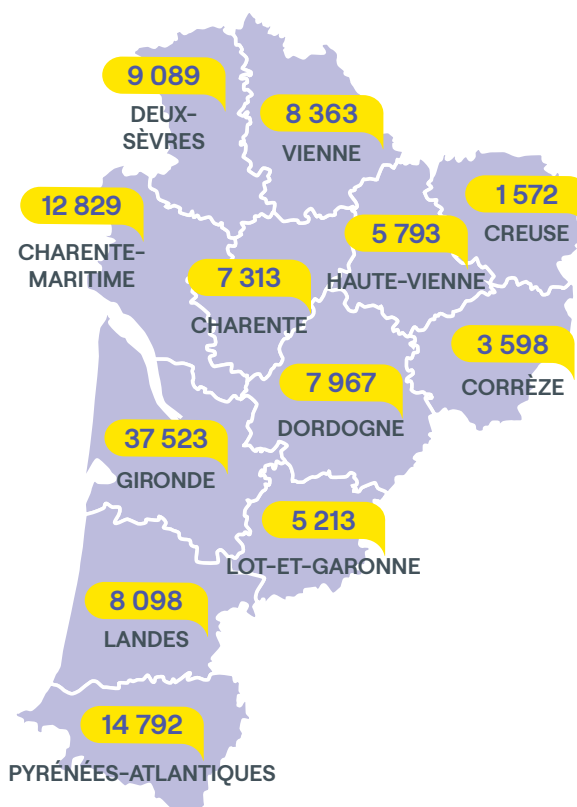 9 089
DEUX-
SÈVRES
8 363
VIENNE
12 829
CHARENTE-
MARITIME
1 572
CREUSE
5 793
HAUTE-VIENNE
7 313
CHARENTE
3 598
CORRÈZE
7 967
DORDOGNE
37 523
GIRONDE
5 213
LOT-ET-GARONNE
8 098
LANDES
14 792
PYRÉNÉES-ATLANTIQUES